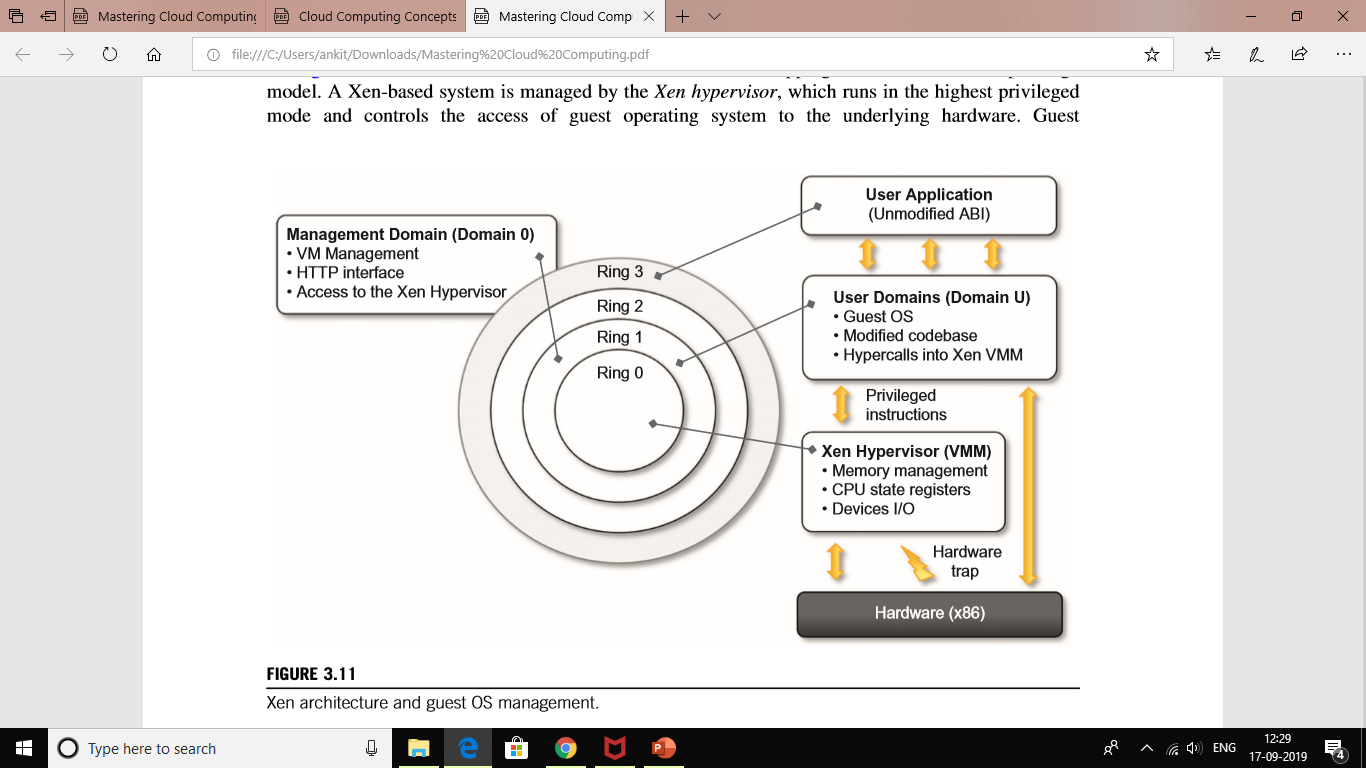 Mastering Cloud Computing
Cloud Computing Concepts
Mastering Cloud Comp
file:///C:/Users/ankit/Downloads/Mastering%20Cloud%20Computing.pdf
model. A Xen-based system is managed by the Xen hypervisor, which runs in the highest privileged
mode and controls the access of guest operating system to the underlying hardware. Guest
Management Domain (Domain 0)
• VM Management
• HTTP interface
• Access to the Xen Hypervisor
Ring 3
Ring 2
Ring 1
Ring 0
User Application
(Unmodified ABI)
User Domains (Domain U)
• Guest OS
• Modified codebase
• Hypercalls into Xen VMM
Privileged
instructions
Xen Hypervisor (VMM)
• Memory management
• CPU state registers
• Devices I/O
Hardware
trap
Hardware (x86)
FIGURE 3.11
Xen architecture and guest OS management.
Type here to search
ENG
12:29
17-09-2019
4